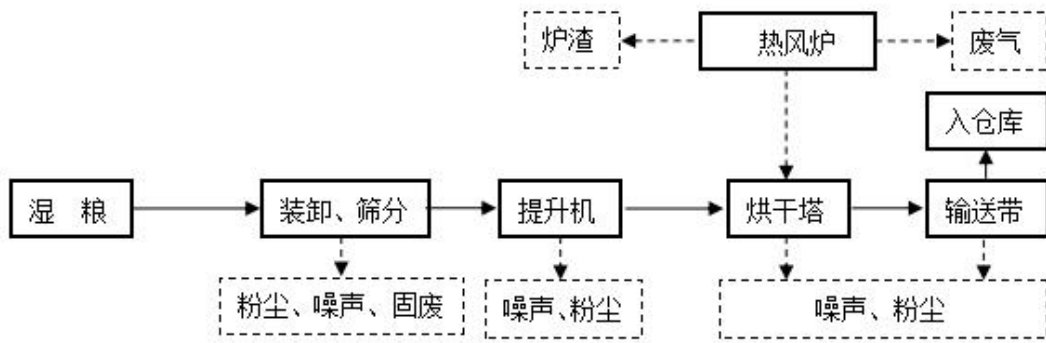 炉渣
热风炉
废气
入仓库
湿 粮
装卸、筛分
提升机
烘干塔
输送带
粉尘、噪声、固废
噪声、粉尘
噪声、粉尘